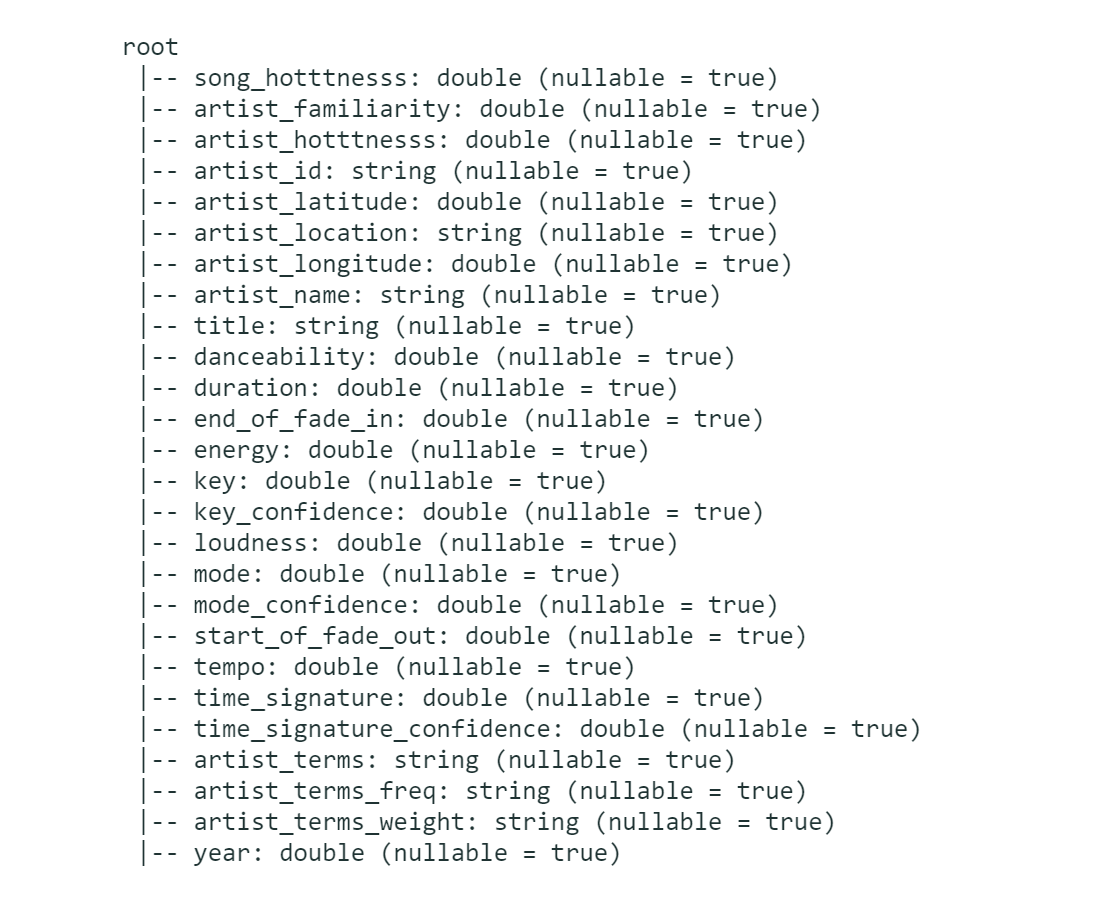 root
 |-- song_hotttnesss: double (nullable = true)
 |-- artist_familiarity: double (nullable = true)
 |-- artist_hotttnesss: double (nullable = true)
 |-- artist_id: string (nullable = true)
 |-- artist_latitude: double (nullable = true)
 |-- artist_location: string (nullable = true)
 |-- artist_longitude: double (nullable = true)
 |-- artist_name: string (nullable = true)
 |-- title: string (nullable = true)
 |-- danceability: double (nullable = true)
 |-- duration: double (nullable = true)
 |-- end_of_fade_in: double (nullable = true)
 |-- energy: double (nullable = true)
 |-- key: double (nullable = true)
 |-- key_confidence: double (nullable = true)
 |-- loudness: double (nullable = true)
 |-- mode: double (nullable = true)
 |-- mode_confidence: double (nullable = true)
 |-- start_of_fade_out: double (nullable = true)
 |-- tempo: double (nullable = true)
 |-- time_signature: double (nullable = true)
 |-- time_signature_confidence: double (nullable = true)
 |-- artist_terms: string (nullable = true)
 |-- artist_terms_freq: string (nullable = true)
 |-- artist_terms_weight: string (nullable = true)
 |-- year: double (nullable = true)